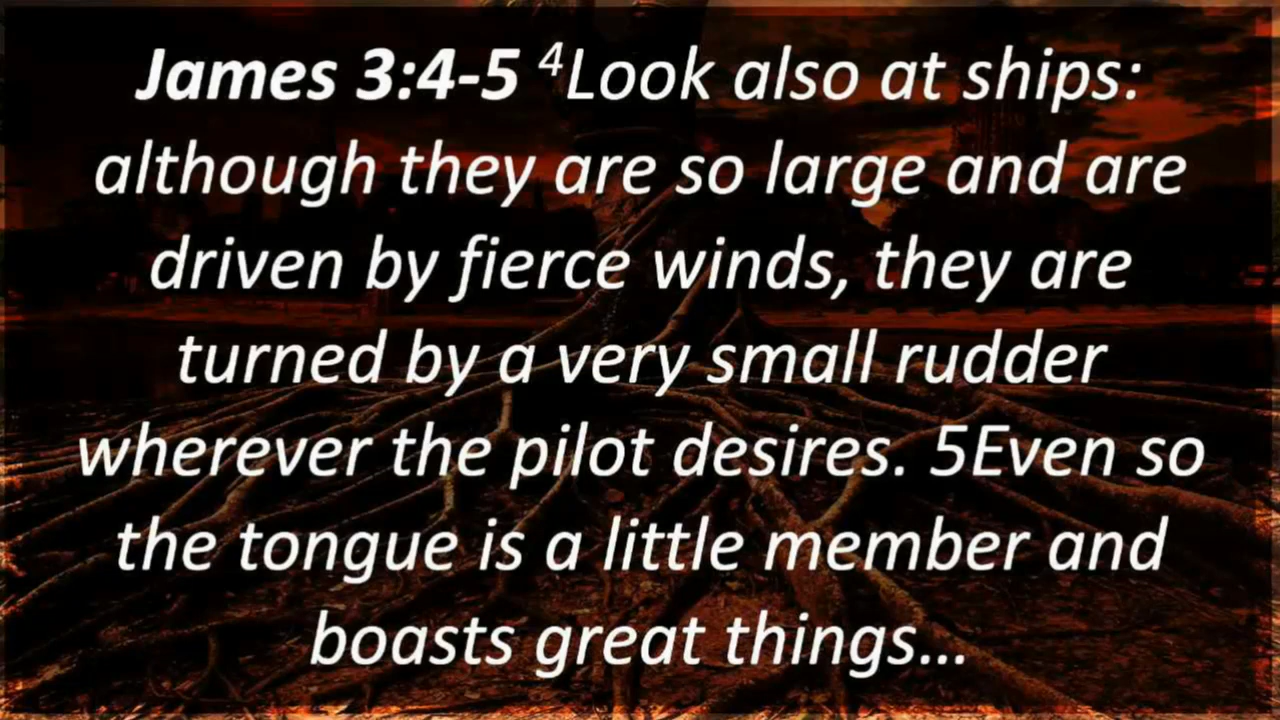 James 3:4-5 ⁴Look also at ships:
although they are so large and are
driven by fierce winds, they are
turned by a very small rudder
wherever the pilot desires. 5Even so
the tongue is a little member and
boasts great things...